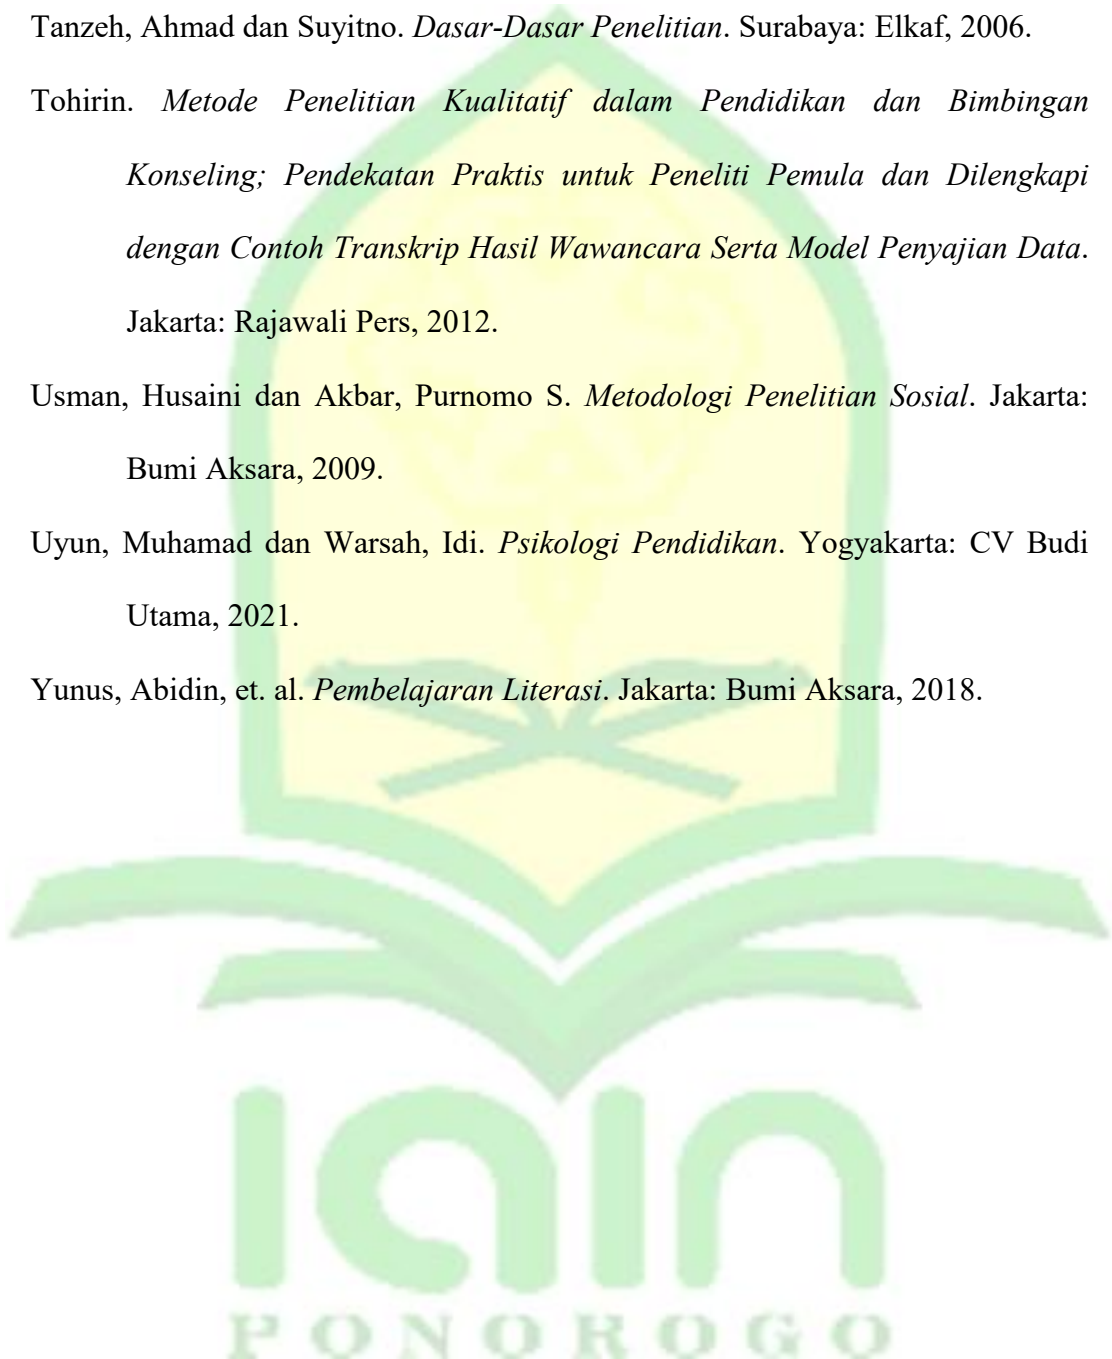 Tanzeh, Ahmad dan Suyitno. Dasar-Dasar Penelitian. Surabaya: Elkaf, 2006.
Tohirin. Metode Penelitian Kualitatif dalam Pendidikan dan Bimbingan
Konseling; Pendekatan Praktis untuk Peneliti Pemula dan Dilengkapi
dengan Contoh Transkrip Hasil Wawancara Serta Model Penyajian Data.
Jakarta: Rajawali Pers, 2012.
Usman, Husaini dan Akbar, Purnomo S. Metodologi Penelitian Sosial. Jakarta:
Bumi Aksara, 2009.
Uyun, Muhamad dan Warsah, Idi. Psikologi Pendidikan. Yogyakarta: CV Budi
Utama, 2021.
Yunus, Abidin, et. al. Pembelajaran Literasi. Jakarta: Bumi Aksara, 2018.
iain
PONOROGO